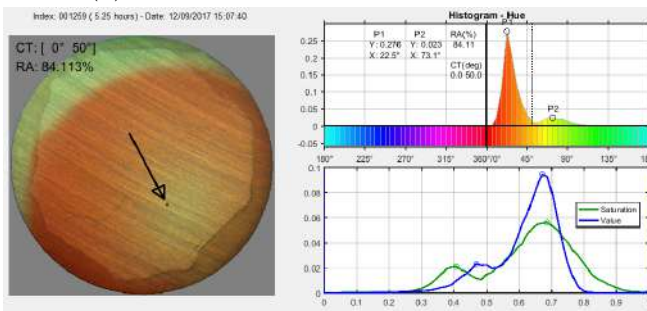 Index: 001259 ( 5.25 hours) - Date: 12/09/2017 15:07:40
CT: [ 0° 50°]
RA: 84.113%
Histogram - Hue
P1 P2 RA(%)
Y: 0.276 Y: 0.023 84.11
X: 22.5° X: 73.1°
CT(deg)
0.0 50.0
P1
P2
0.25
0.2
0.15
0.1
0.05
0
-0.05
180° 225° 270° 315° 360°/0° 45° 90° 135°
0.1
0.08
0.06
0.04
0.02
0
Saturation
Value
0 0.1 0.2 0.3 0.4 0.5 0.6 0.7 0.8 0.9